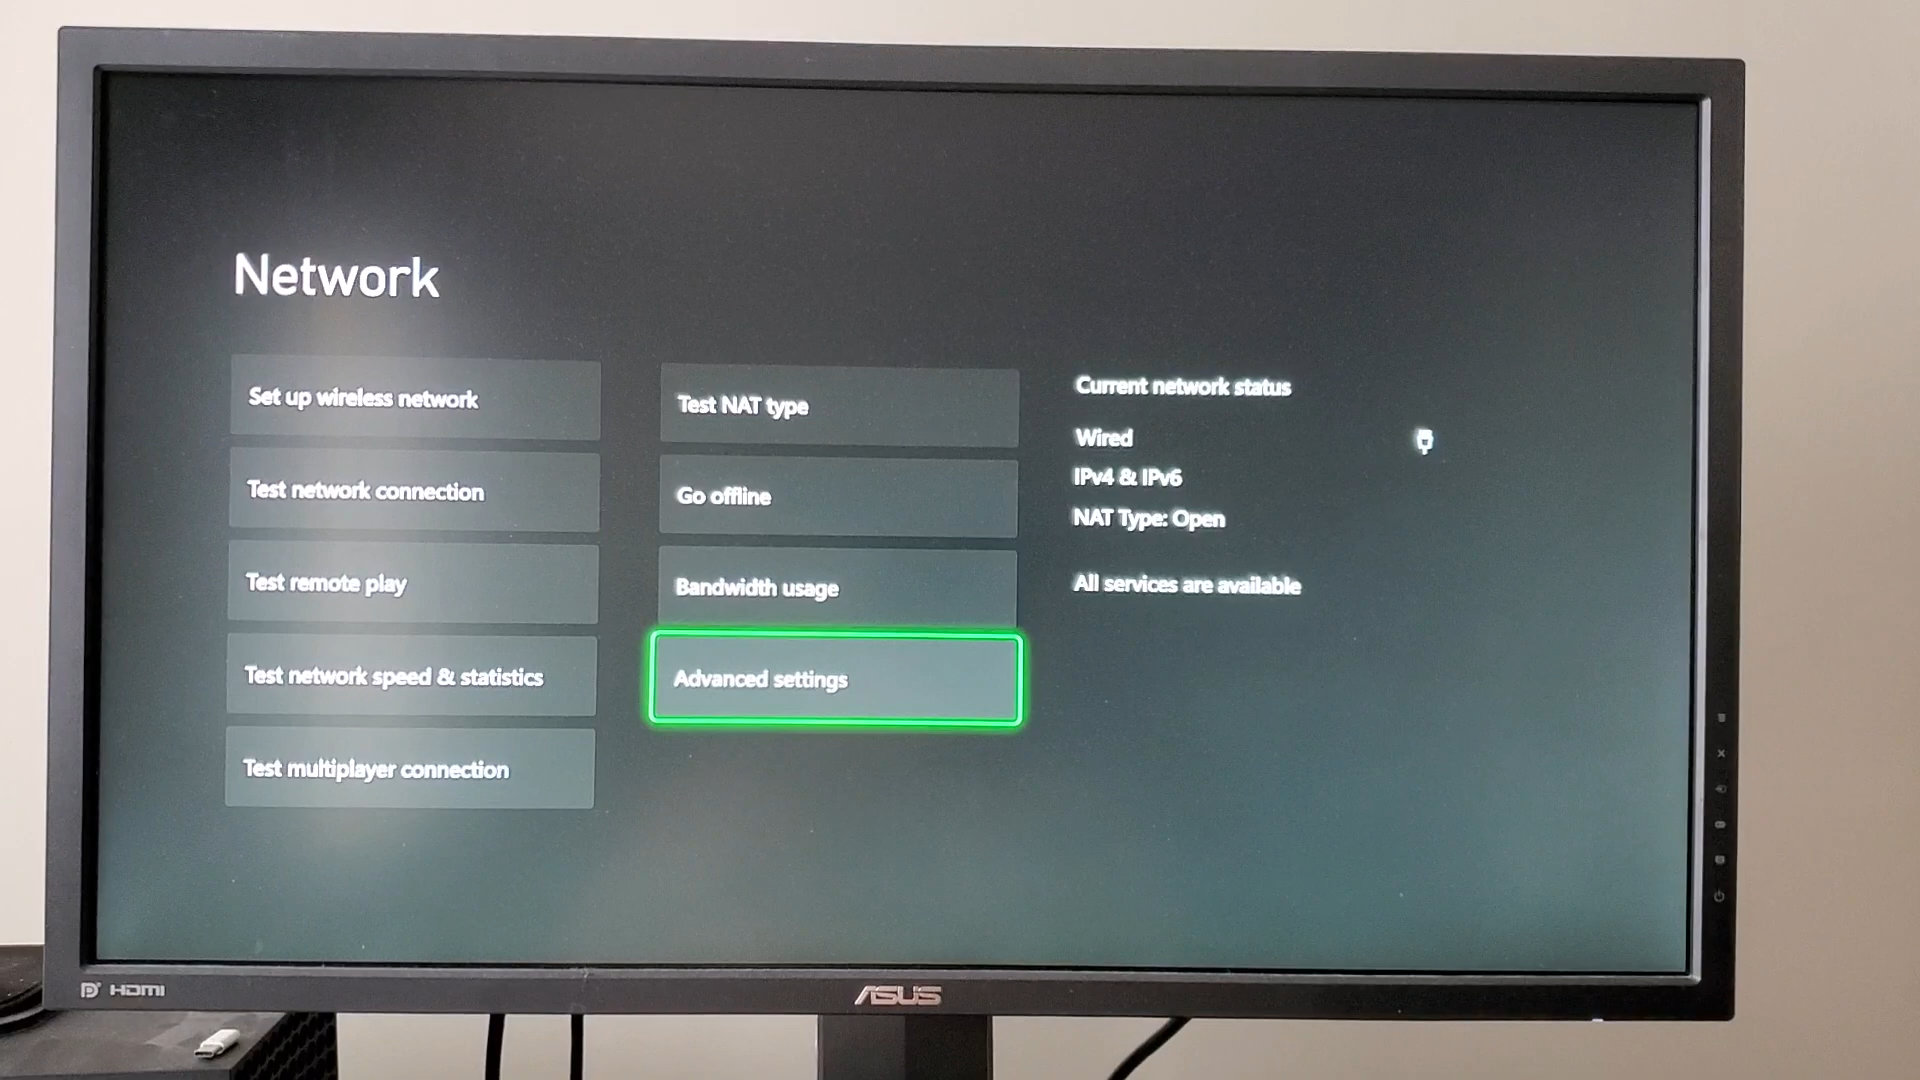 Network
Set up wireless network
Test network connection
Test remote play
Test network speed & statistics
Test multiplayer connection
Test NAT type
Go offline
Bandwidth usage
Advanced settings
Current network status
Wired
IPv4 & IPv6
NAT Type: Open
All services are available
HDMI
ASUS